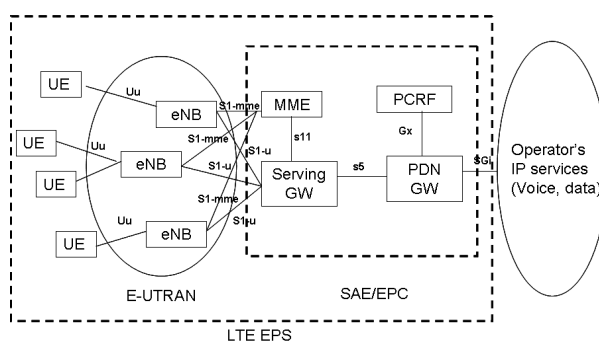 UE
Uu
eNB
S1-mme
MME
PCRF
Operator's
IP services
(Voice, data)
UE
Uu
eNB
S1-mme
S1-u
s11
Gx
UE
S1-u
Serving
GW
s5
PDN
GW
SGi
UE
Uu
eNB
S1-mme
S1-u
E-UTRAN
SAE/EPC
LTE EPS